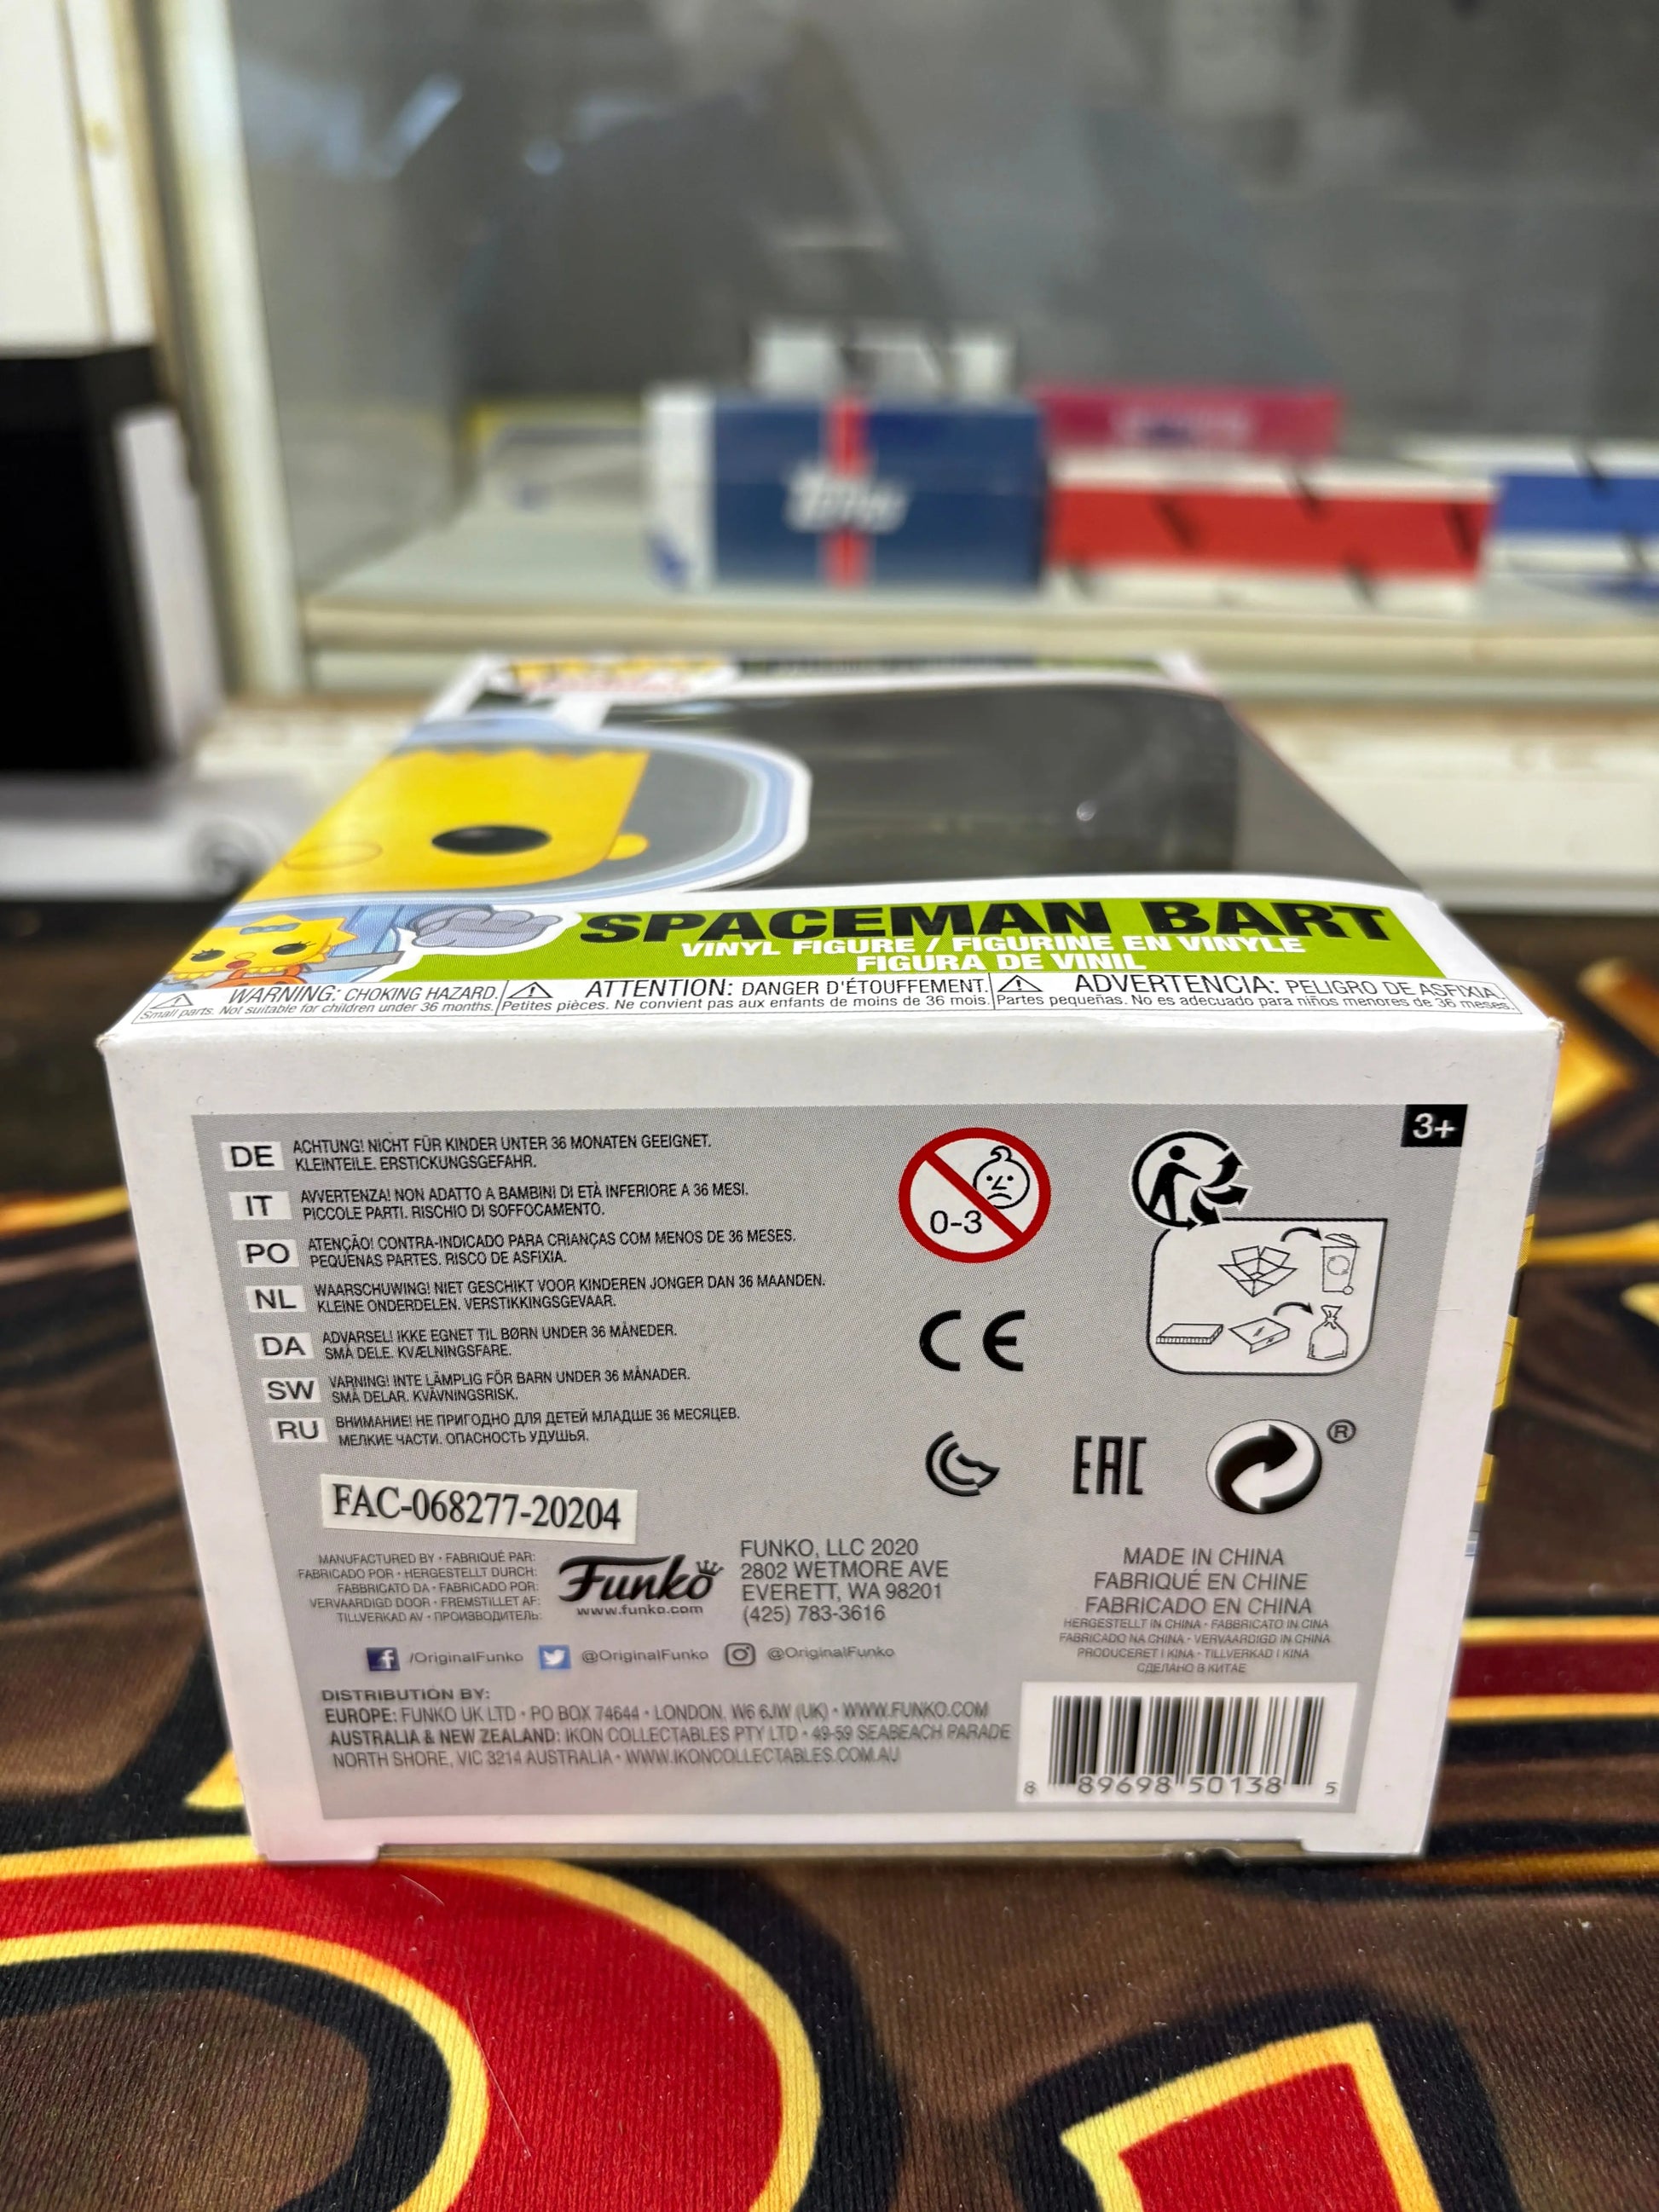 SPACEMAN BART
VINYL FIGURE / FIGURINE EN VINYLE
FIGURA DE VINIL
WARNING: CHOKING HAZARD.
Small parts. Not suitable for children under 36 months.
ATTENTION: DANGER D'ÉTOUFFEMENT.
Petites pièces. Ne convient pas aux enfants de moins de 36 mois.
ADVERTENCIA: PELIGRO DE ASFIXIA.
Partes pequeñas. No es adecuado para niños menores de 36 meses.
3+
DE ACHTUNG! NICHT FÜR KINDER UNTER 36 MONATEN GEEIGNET.
KLEINTEILE. ERSTICKUNGSGEFAHR.
IT AVVERTENZA! NON ADATTO A BAMBINI DI ETÀ INFERIORE A 36 MESI.
PICCOLE PARTI. RISCHIO DI SOFFOCAMENTO.
PO ATENÇÃO! CONTRA-INDICADO PARA CRIANÇAS COM MENOS DE 36 MESES.
PEQUENAS PARTES. RISCO DE ASFIXIA.
NL WAARSCHUWING! NIET GESCHIKT VOOR KINDEREN JONGER DAN 36 MAANDEN.
KLEINE ONDERDELEN. VERSTIKKINGSGEVAAR.
DA ADVARSEL! IKKE EGNET TIL BØRN UNDER 36 MÅNEDER.
SMÅ DELE. KVÆLNINGSFARE.
SW VARNING! INTE LÄMPLIG FÖR BARN UNDER 36 MÅNADER.
SMÅ DELAR. KVÄVNINGSRISK.
RU ВНИМАНИЕ! НЕ ПРИГОДНО ДЛЯ ДЕТЕЙ МЛАДШЕ 36 МЕСЯЦЕВ.
МЕЛКИЕ ЧАСТИ. ОПАСНОСТЬ УДУШЬЯ.
0-3
CE
EAC
®
FAC-068277-20204
MANUFACTURED BY • FABRIQUÉ PAR:
FABRICADO POR • HERGESTELLT DURCH:
FABBRICATO DA • FABRICADO POR:
VERVAARDIGD DOOR • FREMSTILLET AF:
TILLVERKAD AV • ПРОИЗВОДИТЕЛЬ:
Funko
www.funko.com
FUNKO, LLC 2020
2802 WETMORE AVE
EVERETT, WA 98201
(425) 783-3616
MADE IN CHINA
FABRIQUÉ EN CHINE
FABRICADO EN CHINA
HERGESTELLT IN CHINA • FABBRICATO IN CINA
FABRICADO NA CHINA • VERVAARDIGD IN CHINA
PRODUCERET I KINA • TILLVERKAD I KINA
СДЕЛАНО В КИТАЕ
f /OriginalFunko @OriginalFunko @OriginalFunko
DISTRIBUTION BY:
EUROPE: FUNKO UK LTD • PO BOX 74644 • LONDON. W6 6JW (UK) • WWW.FUNKO.COM
AUSTRALIA & NEW ZEALAND: IKON COLLECTABLES PTY LTD • 49-59 SEABEACH PARADE
NORTH SHORE, VIC 3214 AUSTRALIA • WWW.IKONCOLLECTABLES.COM.AU
8 89698 50138 5